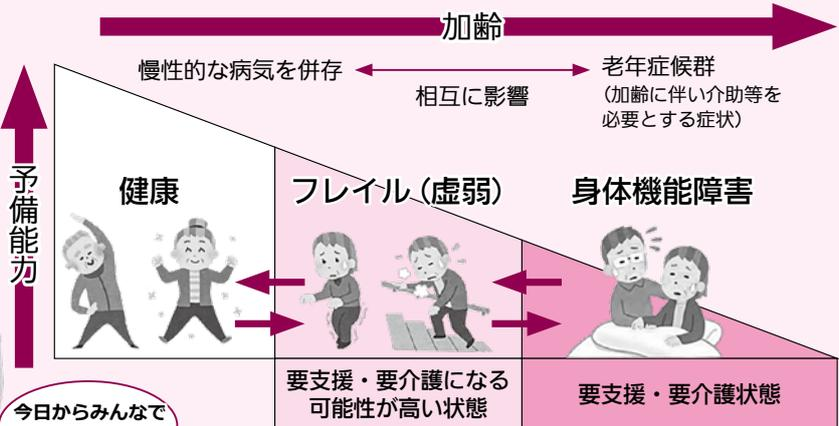 加齢
慢性的な病気を併存
相互に影響
老年症候群
（加齢に伴い介助等を
必要とする症状）
予備能力
健康
フレイル（虚弱）
身体機能障害
要支援・要介護になる
可能性が高い状態
要支援・要介護状態
今日からみんなで